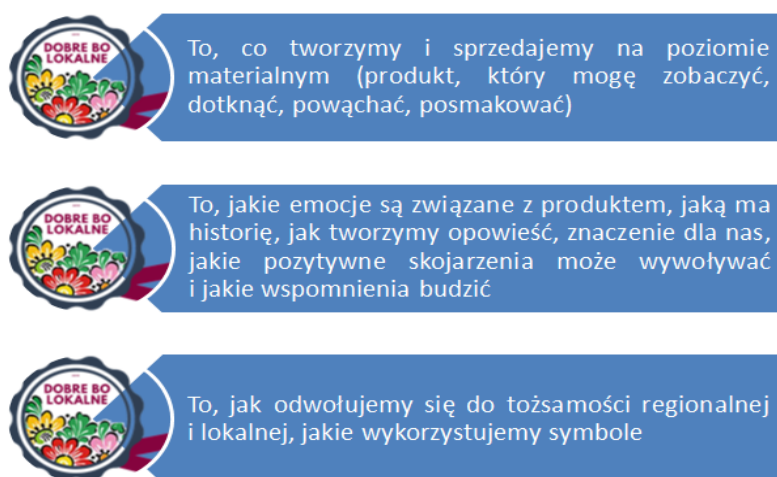 DOBRE BO
LOKALNE
To, co tworzymy i sprzedajemy na poziomie
materialnym (produkt, który mogę zobaczyć,
dotknąć, powąchać, posmakować)
DOBRE BO
LOKALNE
To, jakie emocje są związane z produktem, jaką ma
historię, jak tworzymy opowieść, znaczenie dla nas,
jakie pozytywne skojarzenia może wywoływać
i jakie wspomnienia budzić
DOBRE BO
LOKALNE
To, jak odwołujemy się do tożsamości regionalnej
i lokalnej, jakie wykorzystujemy symbole